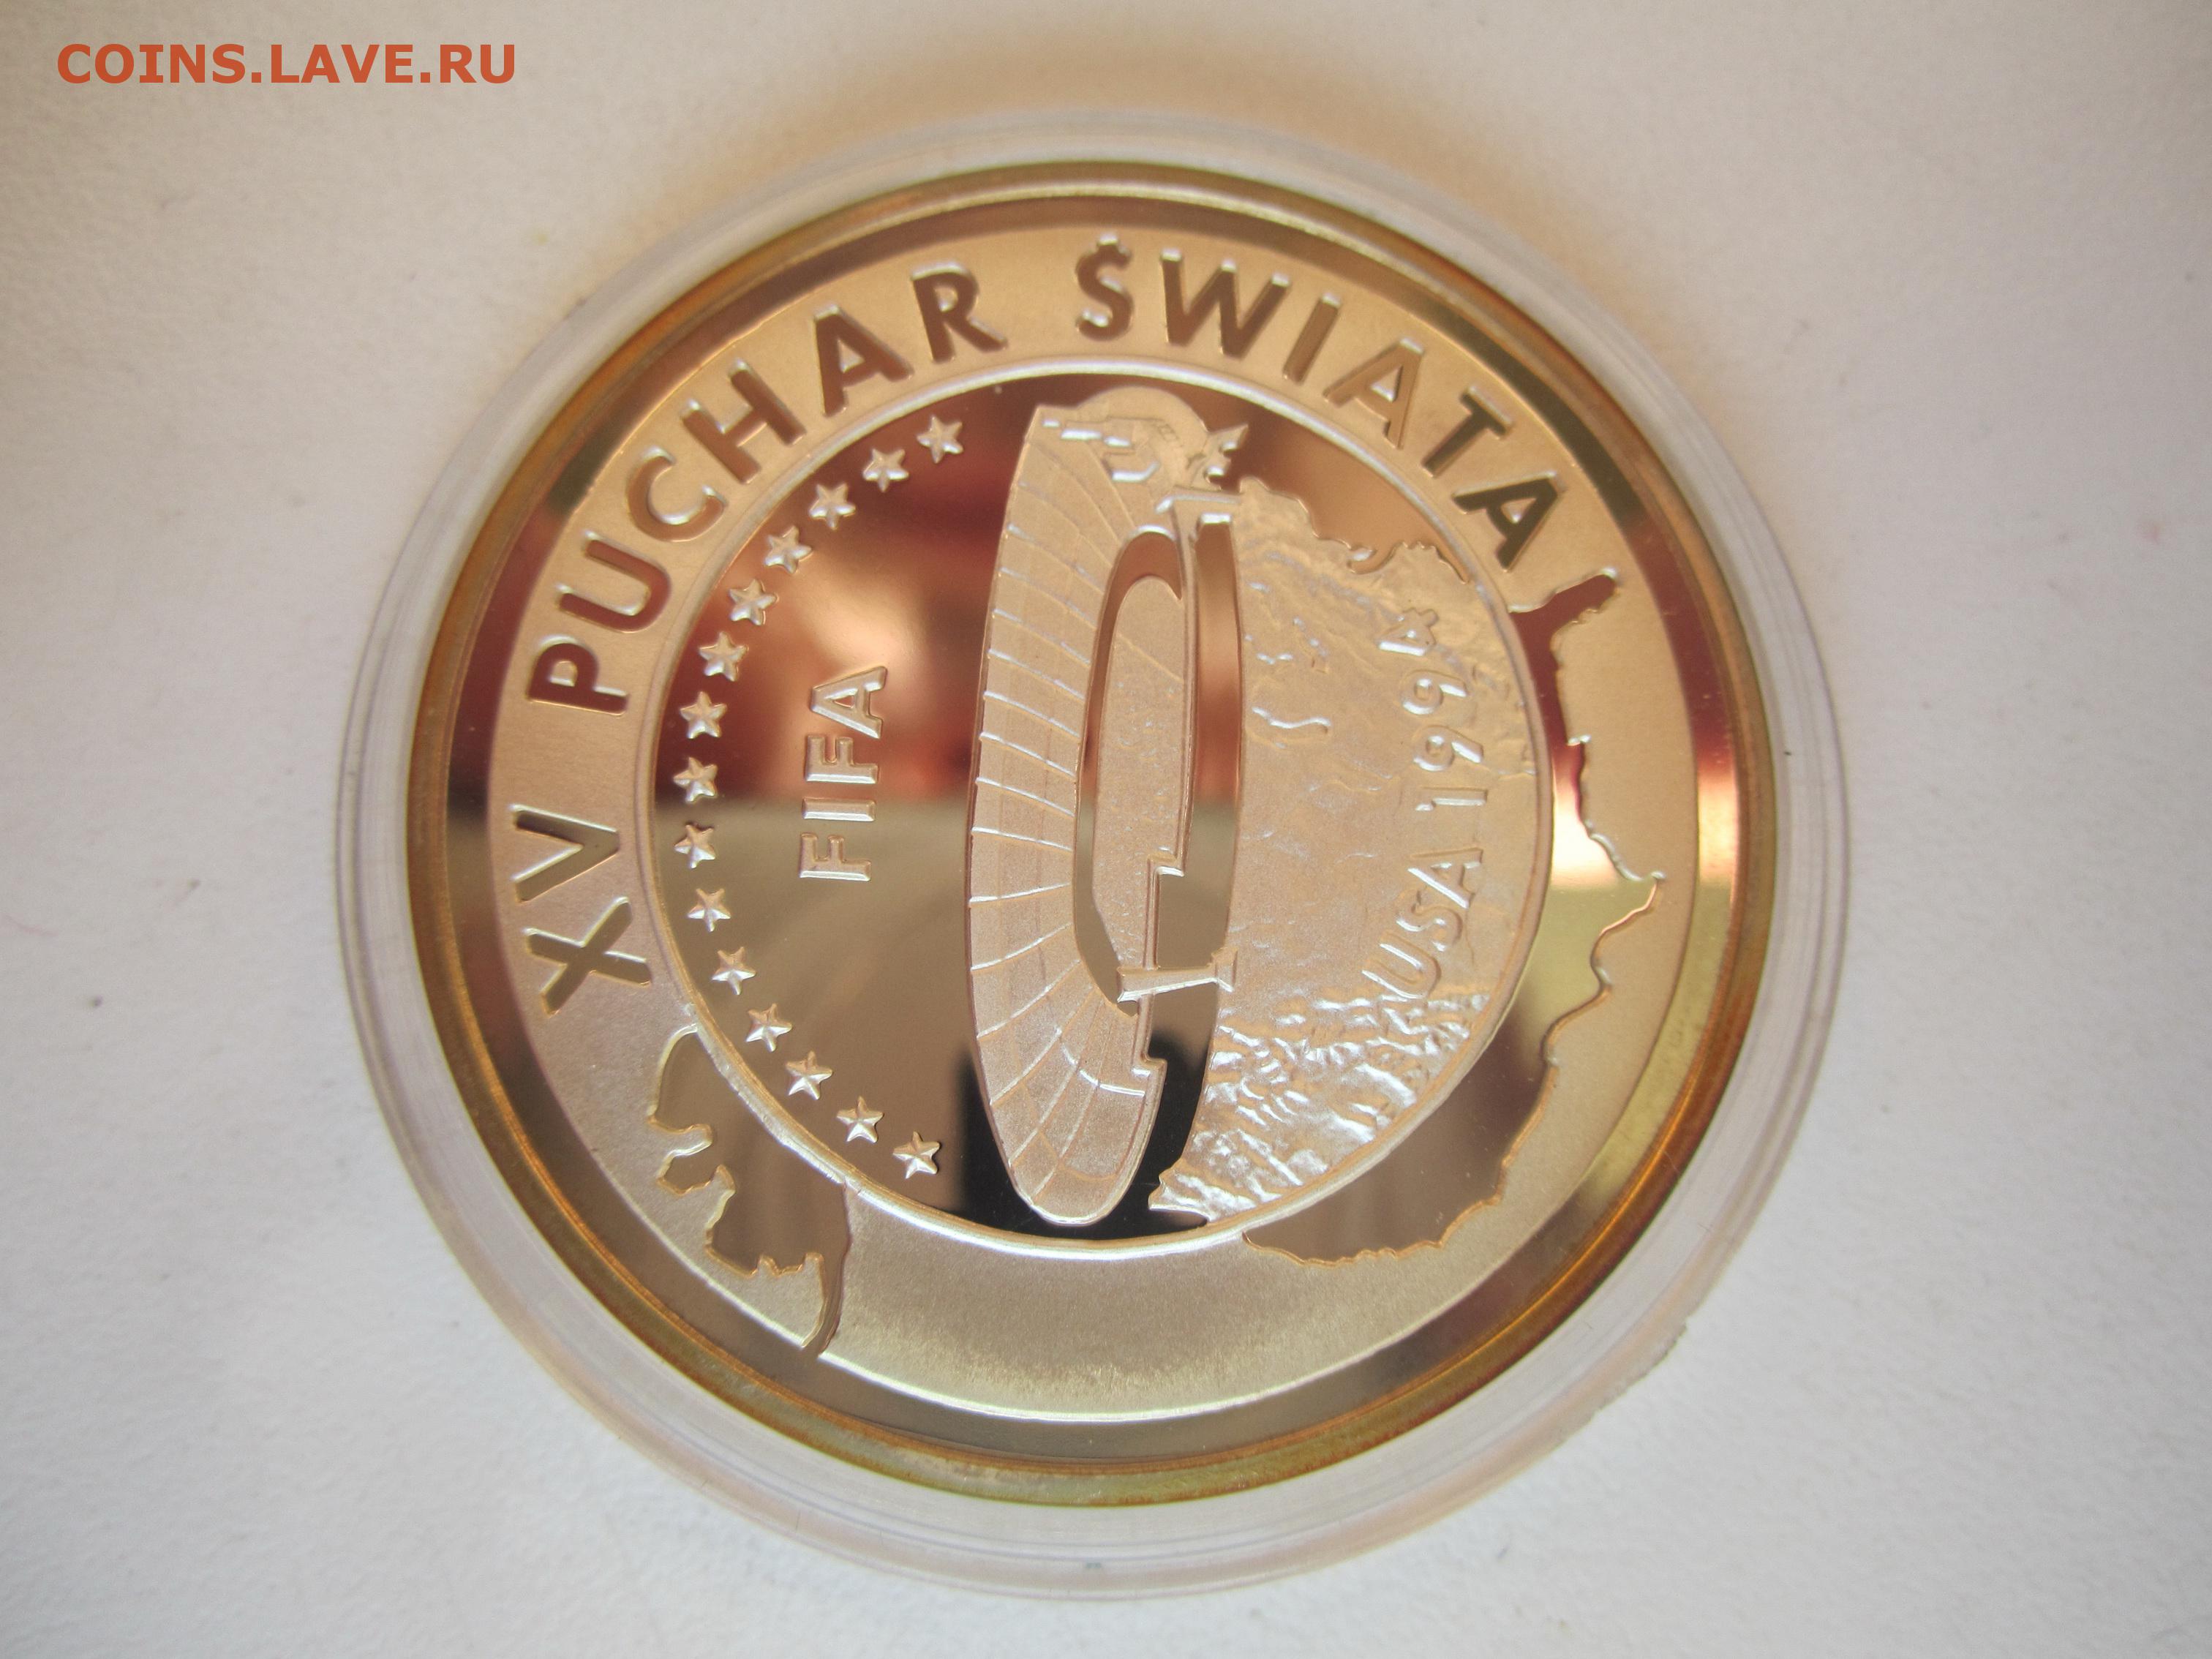 COINS.LAVE.RU
XV PUCHAR ŚWIATA
FIFA
USA 1994